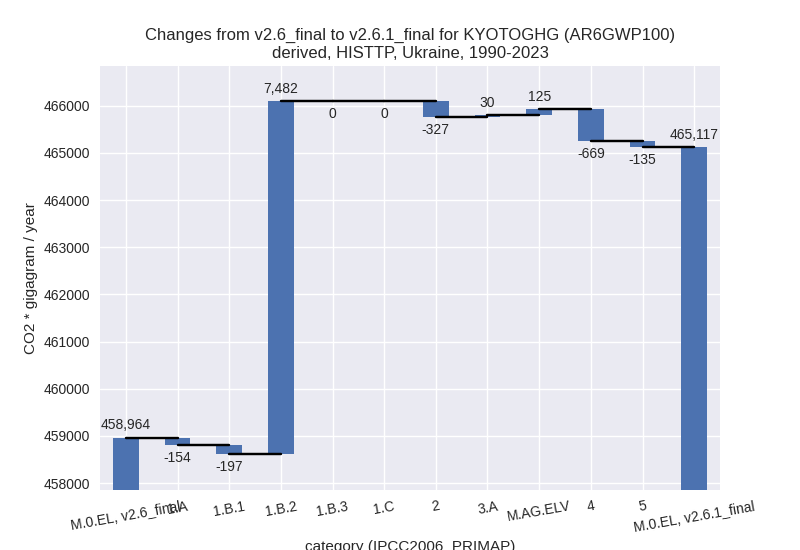 Changes from v2.6_final to v2.6.1_final for KYOTOGHG (AR6GWP100)
derived, HISTTP, Ukraine, 1990-2023
CO2 * gigagram / year
466000
465000
464000
463000
462000
461000
460000
459000
458000
458,964
-154
-197
7,482
0
0
-327
30
125
-669
-135
465,117
M.0.EL, v2.6_final
1.A
1.B.1
1.B.2
1.B.3
1.C
2
3.A
M.AG.ELV
4
5
M.0.EL, v2.6.1_final
category (IPCC2006_PRIMAP)